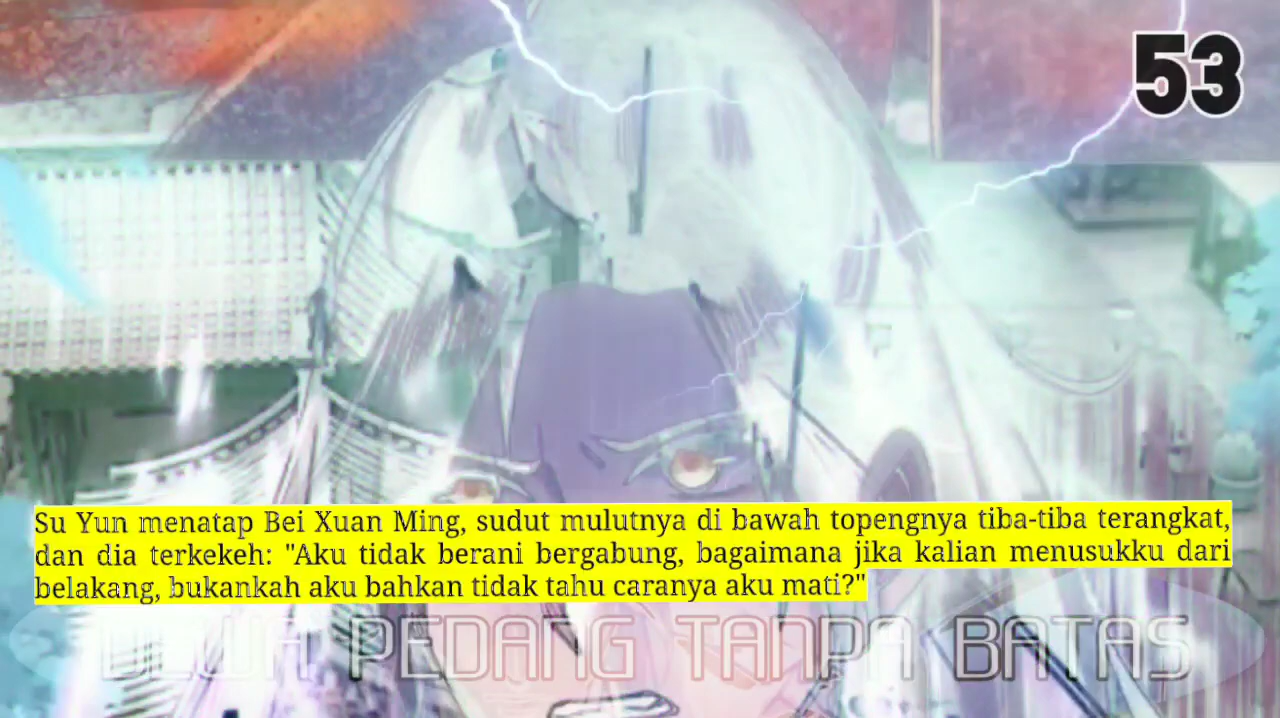 53
Su Yun menatap Bei Xuan Ming, sudut mulutnya di bawah topengnya tiba-tiba terangkat,
dan dia terkekeh: "Aku tidak berani bergabung, bagaimana jika kalian menusukku dari
belakang, bukankah aku bahkan tidak tahu caranya aku mati?"
DEWA PEDANG TANPA BATAS